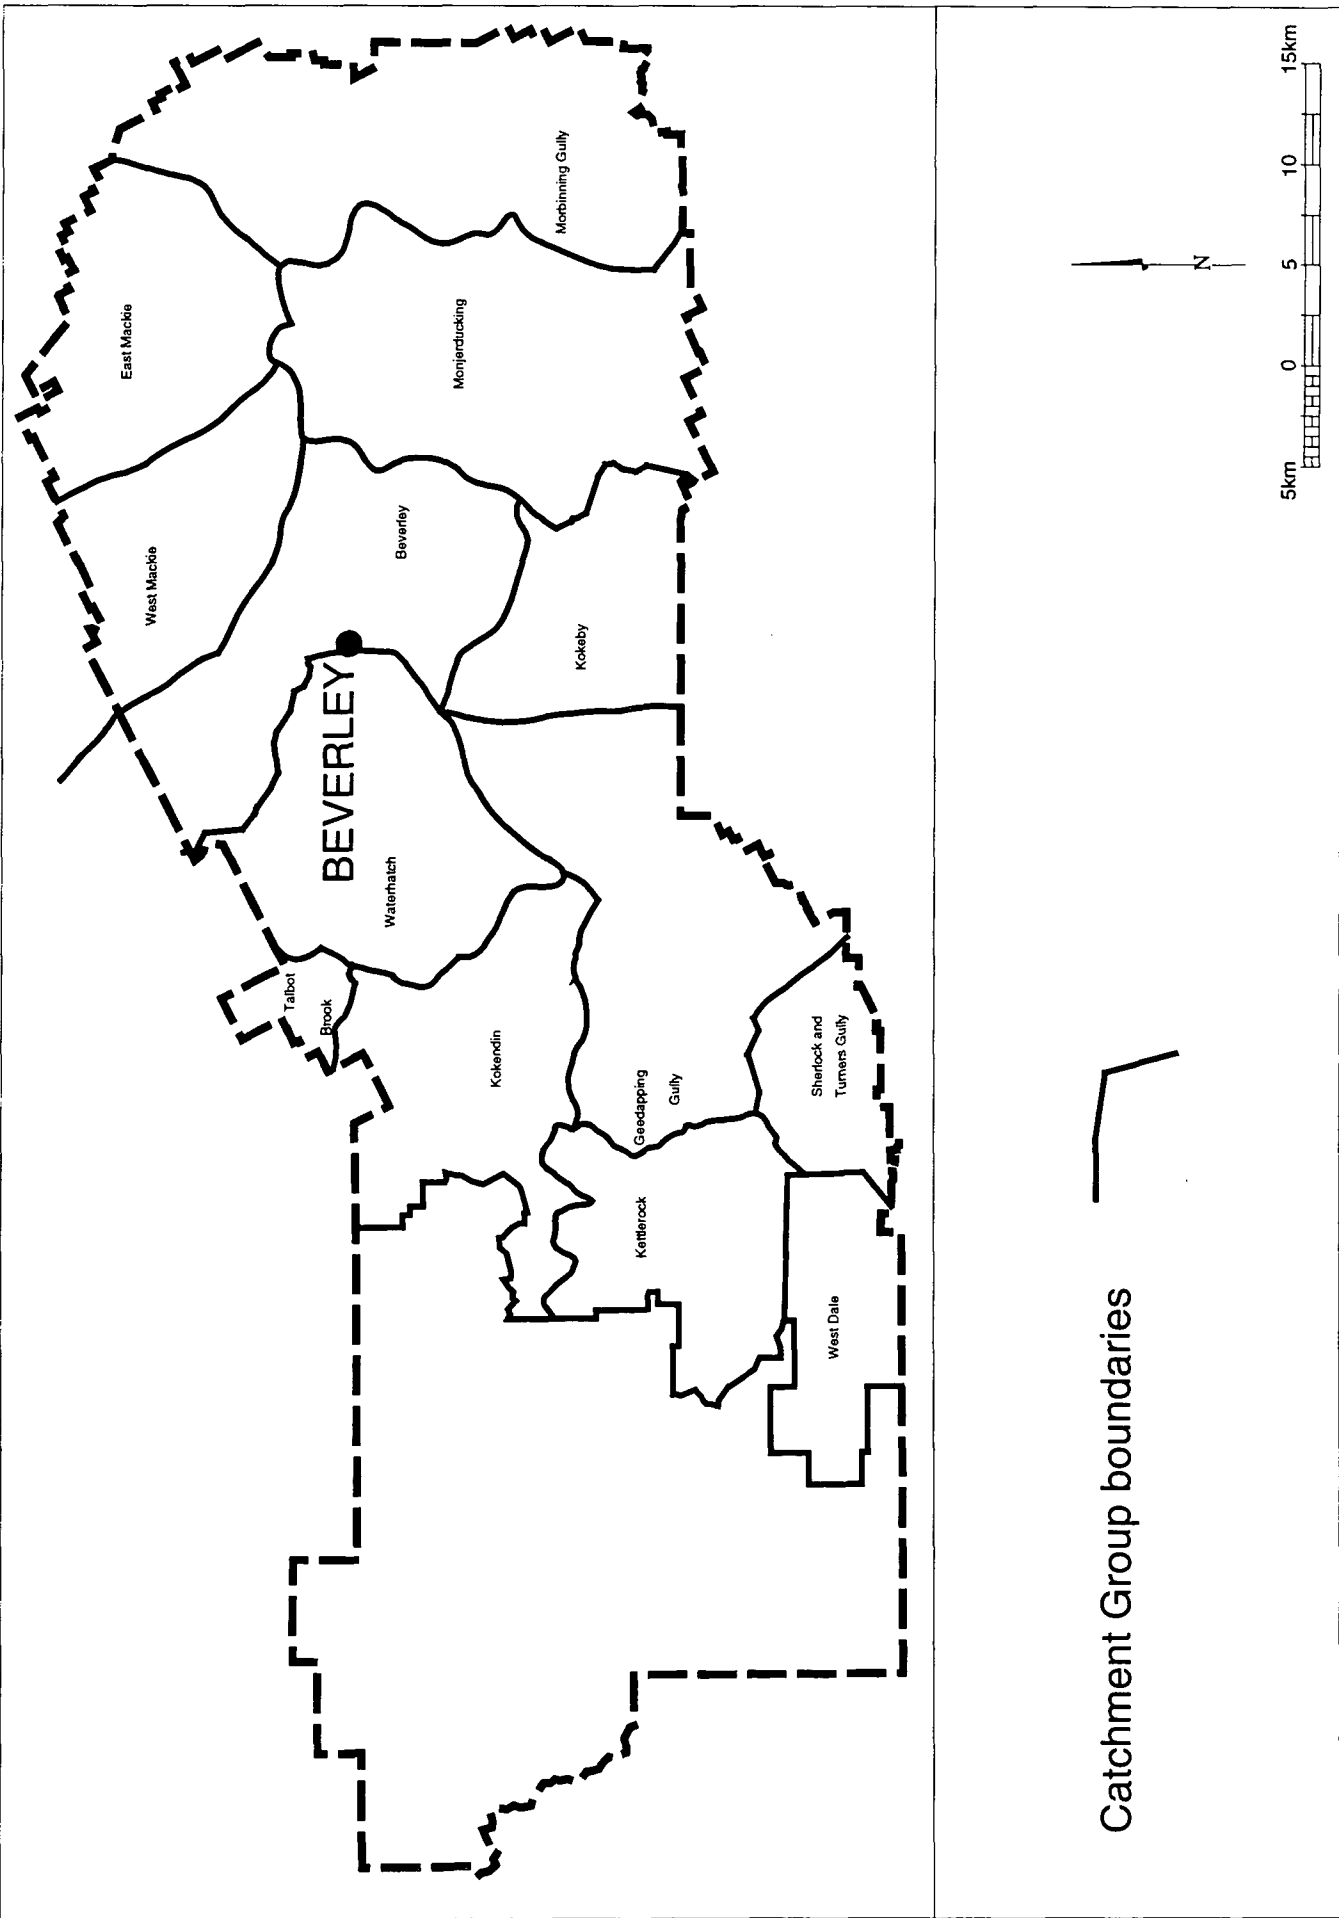 East Mackie
West Mackie
Morbinning Gully
Monjerducking
Beverley
BEVERLEY
Kokeby
Waterhatch
Talbot
Brook
Kokendin
Geedapping
Gully
Sherlock and
Turners Gully
Kettlerock
West Dale
N
5km 0 5 10 15km
Catchment Group boundaries